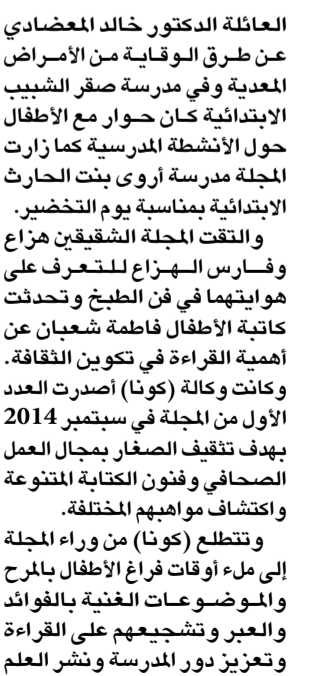 العائلة الدكتور خالد المعضادي
عن طرق الوقاية من الأمراض
المعدية وفي مدرسة صقر الشبيب
الابتدائية كان حوار مع الأطفال
حول الأنشطة المدرسية كما زارت
المجلة مدرسة أروى بنت الحارث
الابتدائية بمناسبة يوم التخضير.
والتقت المجلة الشقيقين هزاع
وفارس الهزاع للتعرف على
هوايتهما في فن الطبخ وتحدثت
كاتبة الأطفال فاطمة شعبان عن
أهمية القراءة في تكوين الثقافة.
وكانت وكالة (كونا) أصدرت العدد
الأول من المجلة في سبتمبر 2014
بهدف تثقيف الصغار بمجال العمل
الصحافي وفنون الكتابة المتنوعة
واكتشاف مواهبهم المختلفة.
وتتطلع (كونا) من وراء المجلة
إلى ملء أوقات فراغ الأطفال بالمرح
والموضوعات الغنية بالفوائد
والعبر وتشجيعهم على القراءة
وتعزيز دور المدرسة ونشر العلم